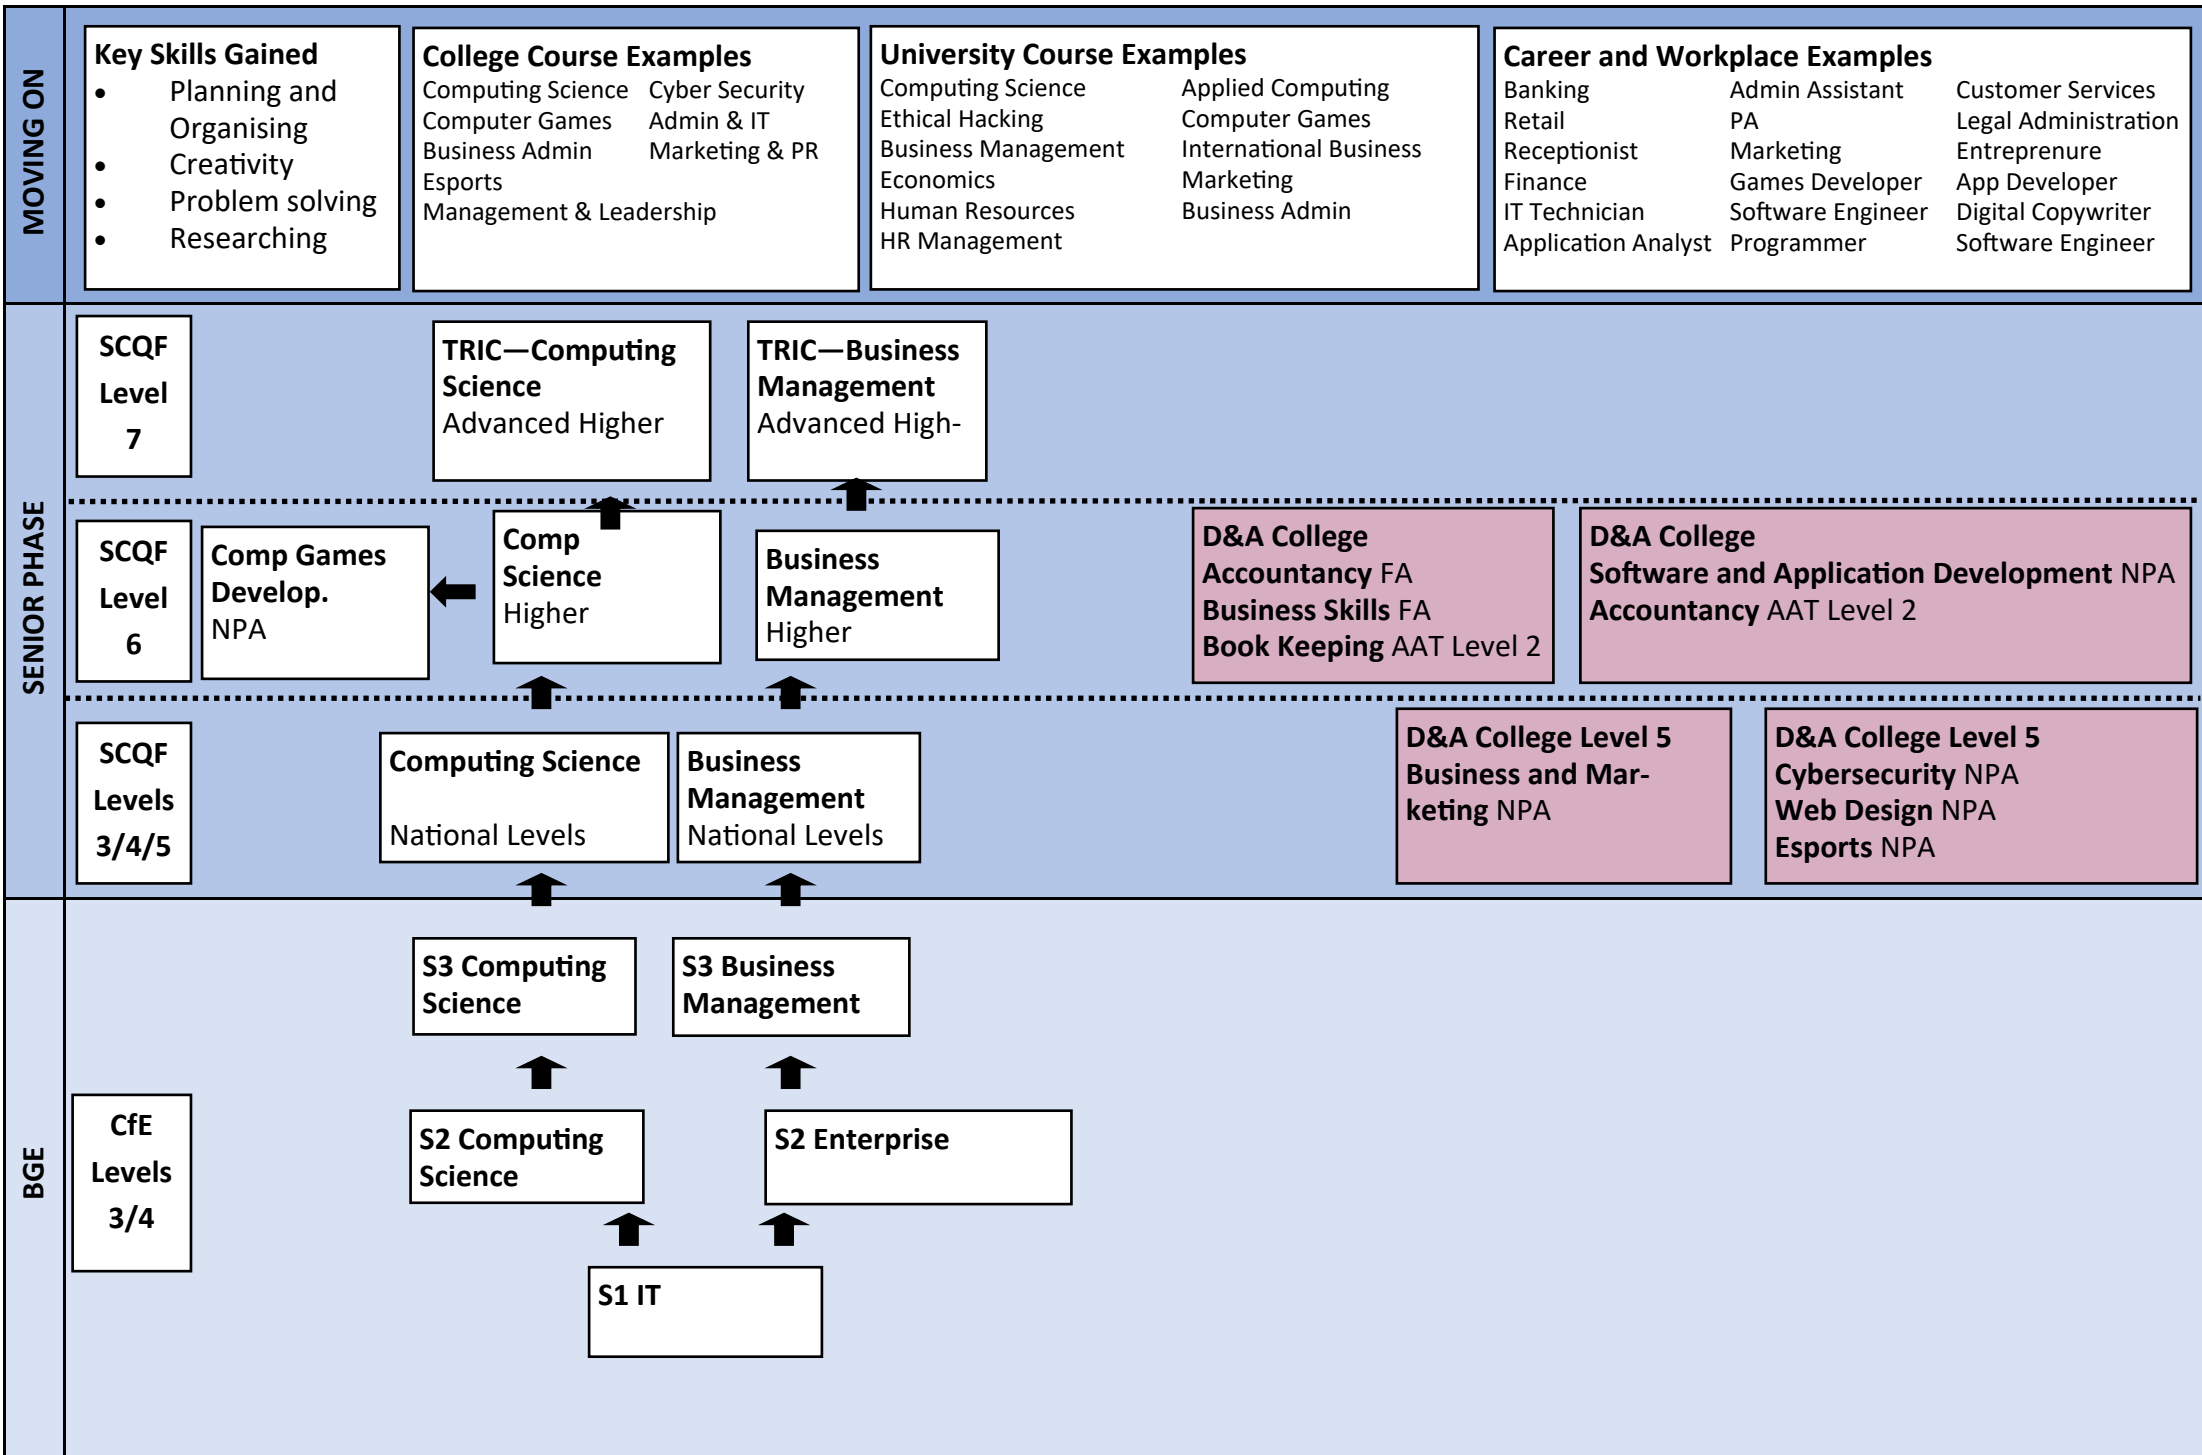 MOVING ON
Key Skills Gained
• Planning and
Organising
• Creativity
• Problem solving
• Researching
College Course Examples
Computing Science Cyber Security
Computer Games Admin & IT
Business Admin Marketing & PR
Esports
Management & Leadership
University Course Examples
Computing Science Applied Computing
Ethical Hacking Computer Games
Business Management International Business
Economics Marketing
Human Resources Business Admin
HR Management
Career and Workplace Examples
Banking Admin Assistant Customer Services
Retail PA Legal Administration
Receptionist Marketing Entreprenure
Finance Games Developer App Developer
IT Technician Software Engineer Digital Copywriter
Application Analyst Programmer Software Engineer
SENIOR PHASE
SCQF
Level
7
TRIC—Computing
Science
Advanced Higher
TRIC—Business
Management
Advanced High-
SCQF
Level
6
Comp Games
Develop.
NPA
Comp
Science
Higher
Business
Management
Higher
D&A College
Accountancy FA
Business Skills FA
Book Keeping AAT Level 2
D&A College
Software and Application Development NPA
Accountancy AAT Level 2
SCQF
Levels
3/4/5
Computing Science
National Levels
Business
Management
National Levels
D&A College Level 5
Business and Mar-
keting NPA
D&A College Level 5
Cybersecurity NPA
Web Design NPA
Esports NPA
BGE
S3 Computing
Science
S3 Business
Management
CfE
Levels
3/4
S2 Computing
Science
S2 Enterprise
S1 IT